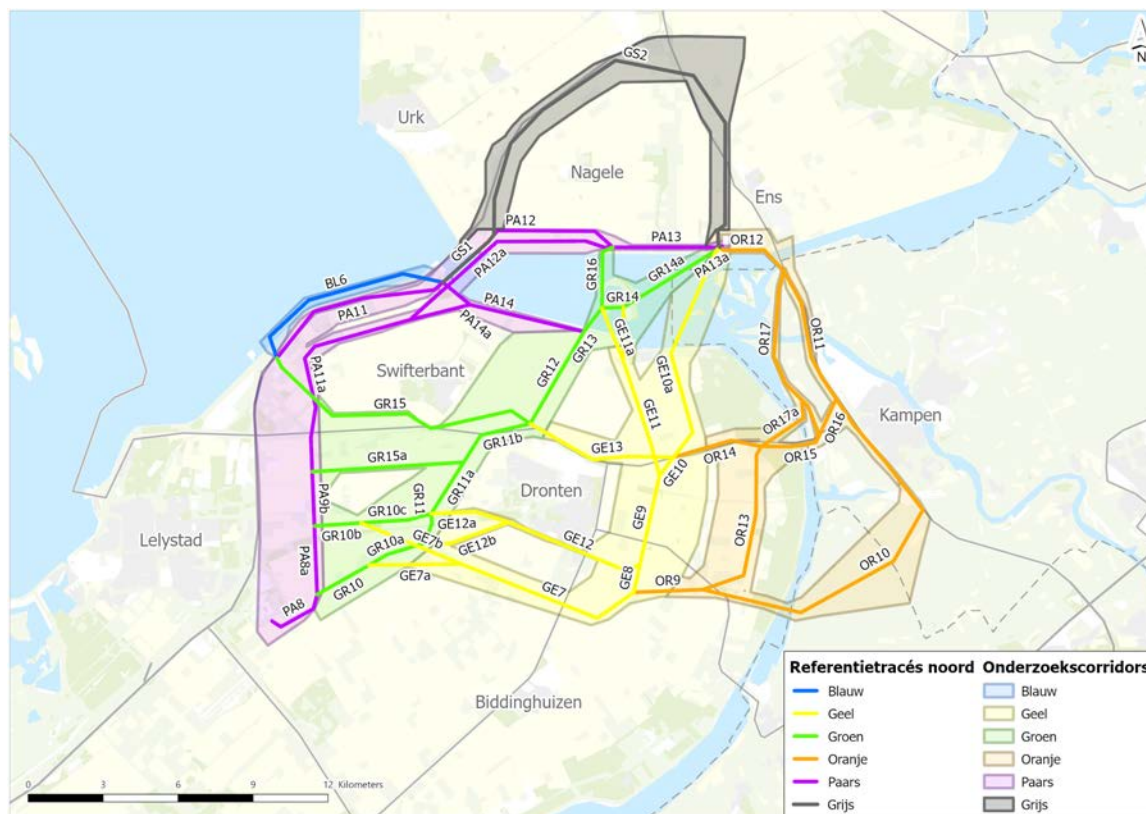 GS2
N
Urk
Nagele
Ens
PA12
GS1
PA12a
PA13
OR12
PA13a
GR16
GR14a
BL6
PA11
PA14
PA14a
GR14
GR13
GE11a
OR17
OR11
PA11a
Swifterbant
GR12
GE10a
GR15
GE11
OR17a
OR16
Kampen
GR11b
GE13
OR14
OR15
GR15a
GR11a
GE10
PA9b
Dronten
GR11
GR10c
GE12a
GE9
OR13
Lelystad
GR10b
GE7b
GE12b
GE12
PA8a
GR10a
GE7a
GE8
OR10
GR10
GE7
OR9
PA8
Biddinghuizen
Referentietracés noord
Blauw
Geel
Groen
Oranje
Paars
Grijs
Onderzoekscorridors
Blauw
Geel
Groen
Oranje
Paars
Grijs
0 3 6 9 12 Kilometers